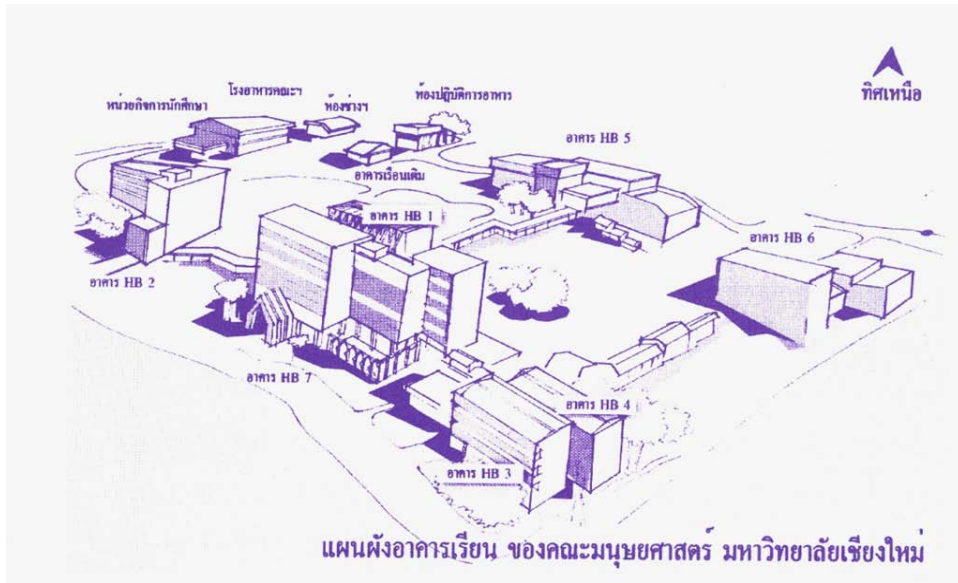 ทิศเหนือ
โรงอาหารคณะฯ
ห้องปฏิบัติการอาหาร
หน่วยกิจการนักศึกษา
ห้องช่างฯ
อาคาร HB 5
อาคารเรือนเดิม
อาคาร HB 1
อาคาร HB 6
อาคาร HB 2
อาคาร HB 7
อาคาร HB 4
อาคาร HB 3
แผนผังอาคารเรียน ของคณะมนุษยศาสตร์ มหาวิทยาลัยเชียงใหม่